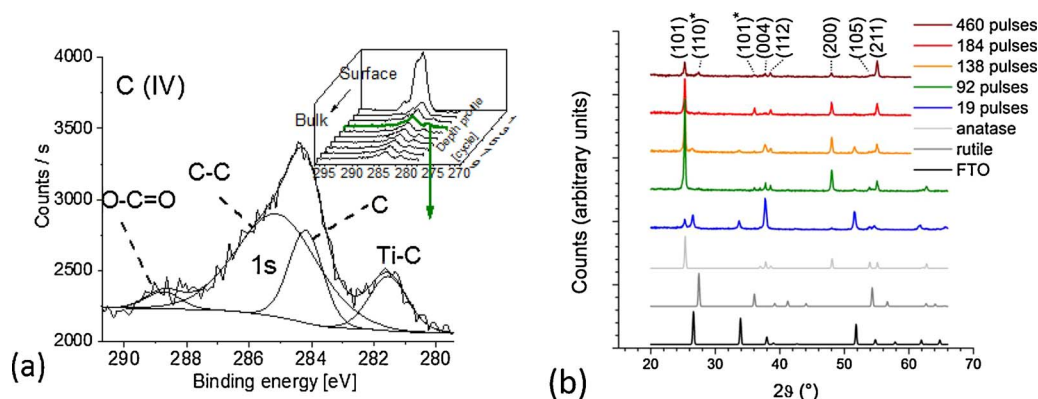 (a)
C (IV)
Counts / s
4000
3500
3000
2500
2000
O-C=O
C-C
1s
C
Ti-C
290
288
286
284
282
280
Binding energy [eV]
Surface
Bulk
Depth profile
[cycle]
295
290
285
280
275
270
(b)
Counts (arbitrary units)
(101)
(110)*
(101)*
(004)
(112)
(200)
(105)
(211)
460 pulses
184 pulses
138 pulses
92 pulses
19 pulses
anatase
rutile
FTO
20
30
40
50
60
70
2ϑ (°)